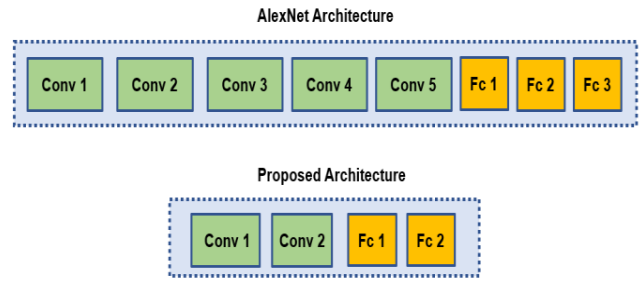 AlexNet Architecture
Conv 1 Conv 2 Conv 3 Conv 4 Conv 5 Fc 1 Fc 2 Fc 3
Proposed Architecture
Conv 1 Conv 2 Fc 1 Fc 2